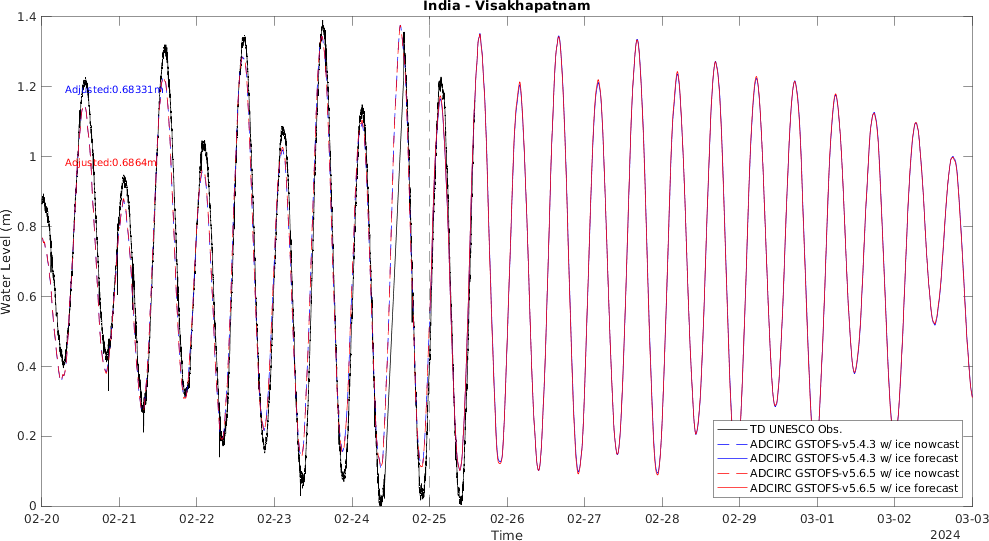 India - Visakhapatnam
1.4
1.2
1
0.8
0.6
0.4
0.2
0
Water Level (m)
Adjusted:0.68331m
Adjusted:0.6864m
TD UNESCO Obs.
ADCIRC GSTOFS-v5.4.3 w/ ice nowcast
ADCIRC GSTOFS-v5.4.3 w/ ice forecast
ADCIRC GSTOFS-v5.6.5 w/ ice nowcast
ADCIRC GSTOFS-v5.6.5 w/ ice forecast
02-20 02-21 02-22 02-23 02-24 02-25 02-26 02-27 02-28 02-29 03-01 03-02 03-03
Time
2024